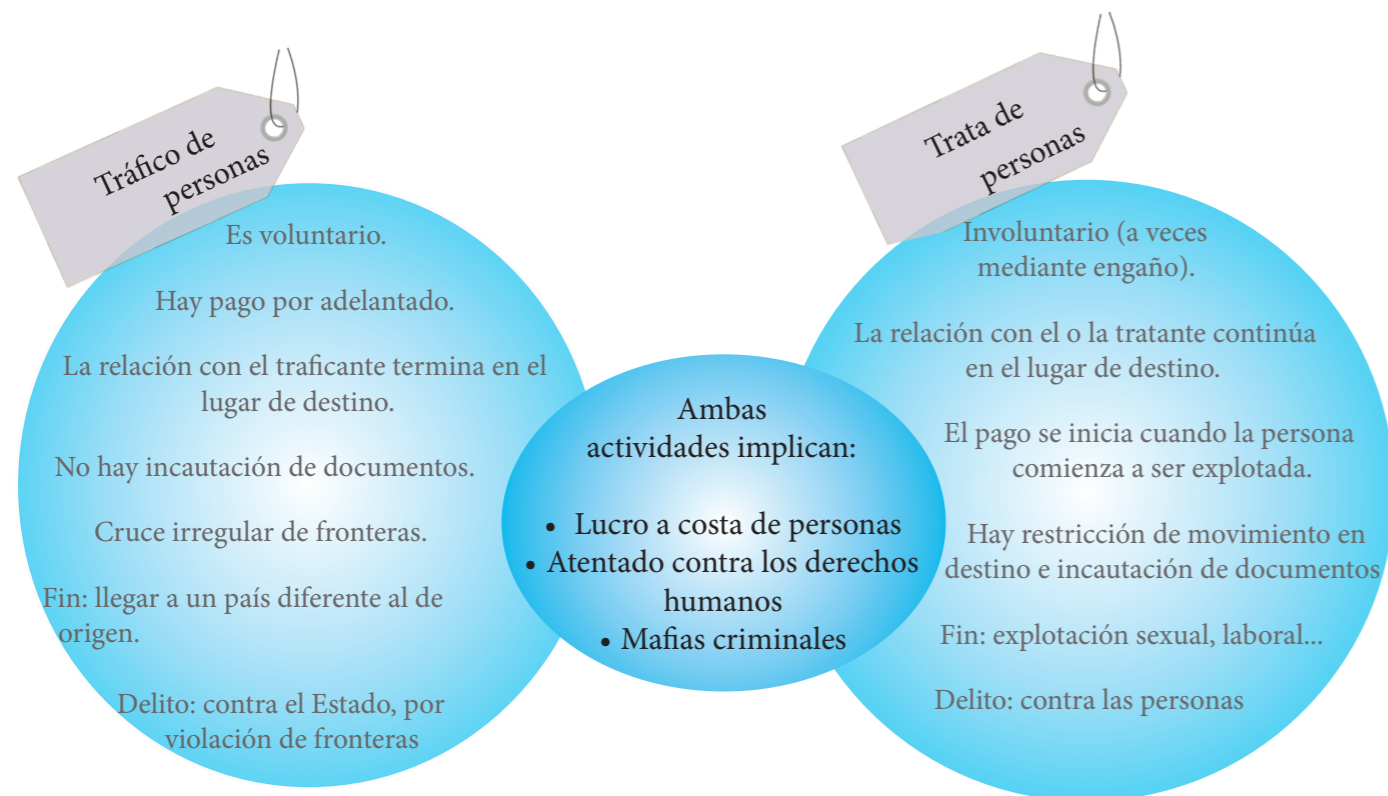 Tráfico de
personas
Es voluntario.
Hay pago por adelantado.
La relación con el traficante termina en el
lugar de destino.
No hay incautación de documentos.
Cruce irregular de fronteras.
Fin: llegar a un país diferente al de
origen.
Delito: contra el Estado, por
violación de fronteras
Ambas
actividades implican:
• Lucro a costa de personas
• Atentado contra los derechos
humanos
• Mafias criminales
Trata de
personas
Involuntario (a veces
mediante engaño).
La relación con el o la tratante continúa
en el lugar de destino.
El pago se inicia cuando la persona
comienza a ser explotada.
Hay restricción de movimiento en
destino e incautación de documentos
Fin: explotación sexual, laboral...
Delito: contra las personas